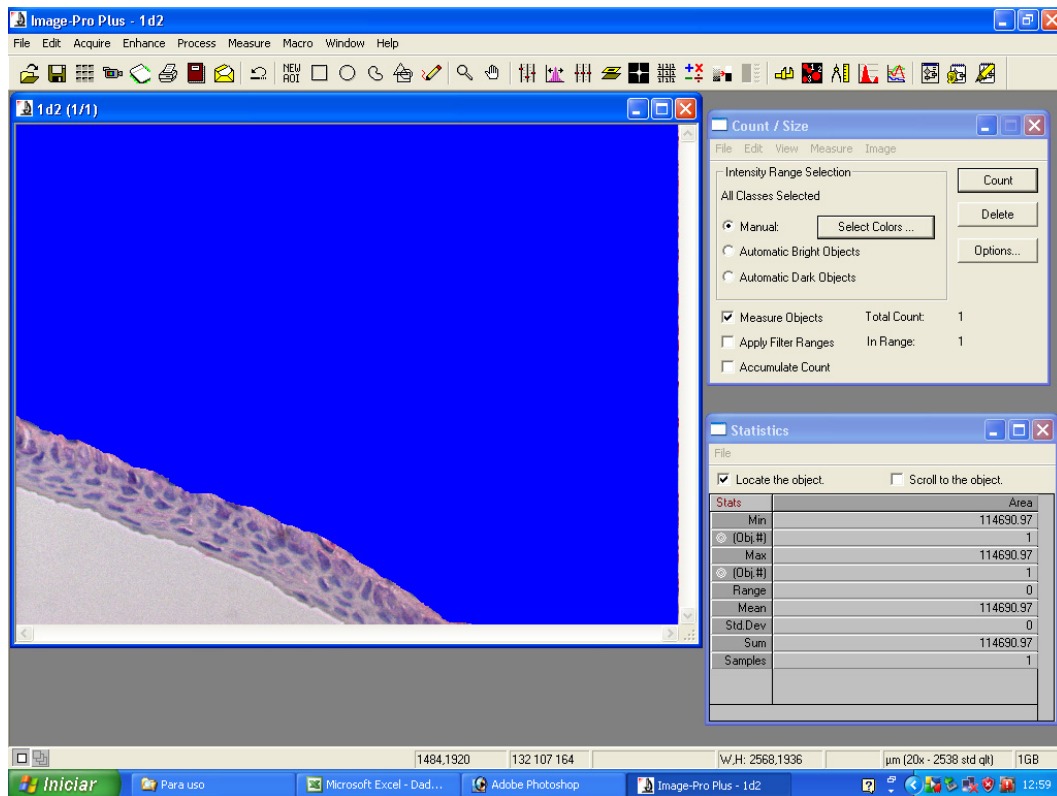 Image-Pro Plus - 1d2
File Edit Acquire Enhance Process Measure Macro Window Help
NEW AOI
1d2 (1/1)
Count / Size
File Edit View Measure Image
Intensity Range Selection
All Classes Selected
Manual:
Select Colors ...
Automatic Bright Objects
Automatic Dark Objects
Count
Delete
Options...
Measure Objects Total Count: 1
Apply Filter Ranges In Range: 1
Accumulate Count
Statistics
File
Locate the object. Scroll to the object.
Stats Area
Min 114690.97
(Obj.#) 1
Max 114690.97
(Obj.#) 1
Range 0
Mean 114690.97
Std.Dev 0
Sum 114690.97
Samples 1
1484,1920 132 107 164 W,H: 2568,1936 µm (20x - 2538 std qlt) 1GB
Iniciar Para uso Microsoft Excel - Dad... Adobe Photoshop Image-Pro Plus - 1d2 12:59